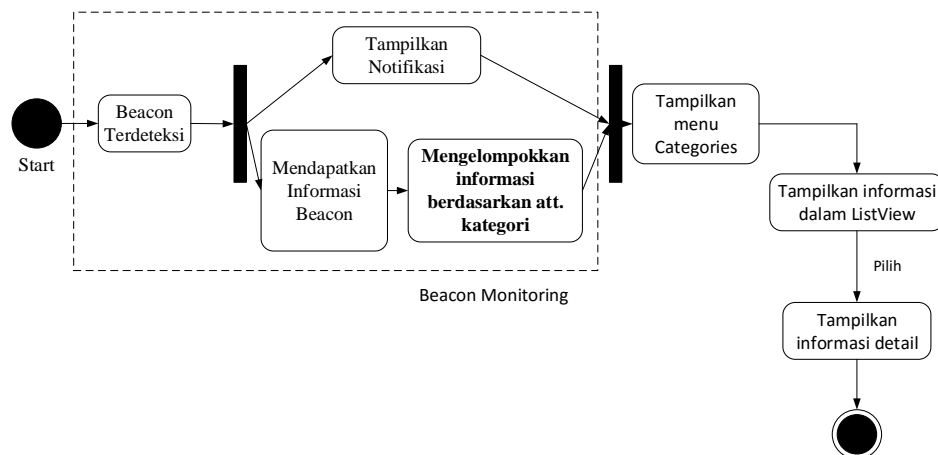 Start
Beacon
Terdeteksi
Tampilkan
Notifikasi
Mendapatkan
Informasi
Beacon
Mengelompokkan
informasi
berdasarkan att.
kategori
Beacon Monitoring
Tampilkan
menu
Categories
Tampilkan informasi
dalam ListView
Pilih
Tampilkan
informasi detail